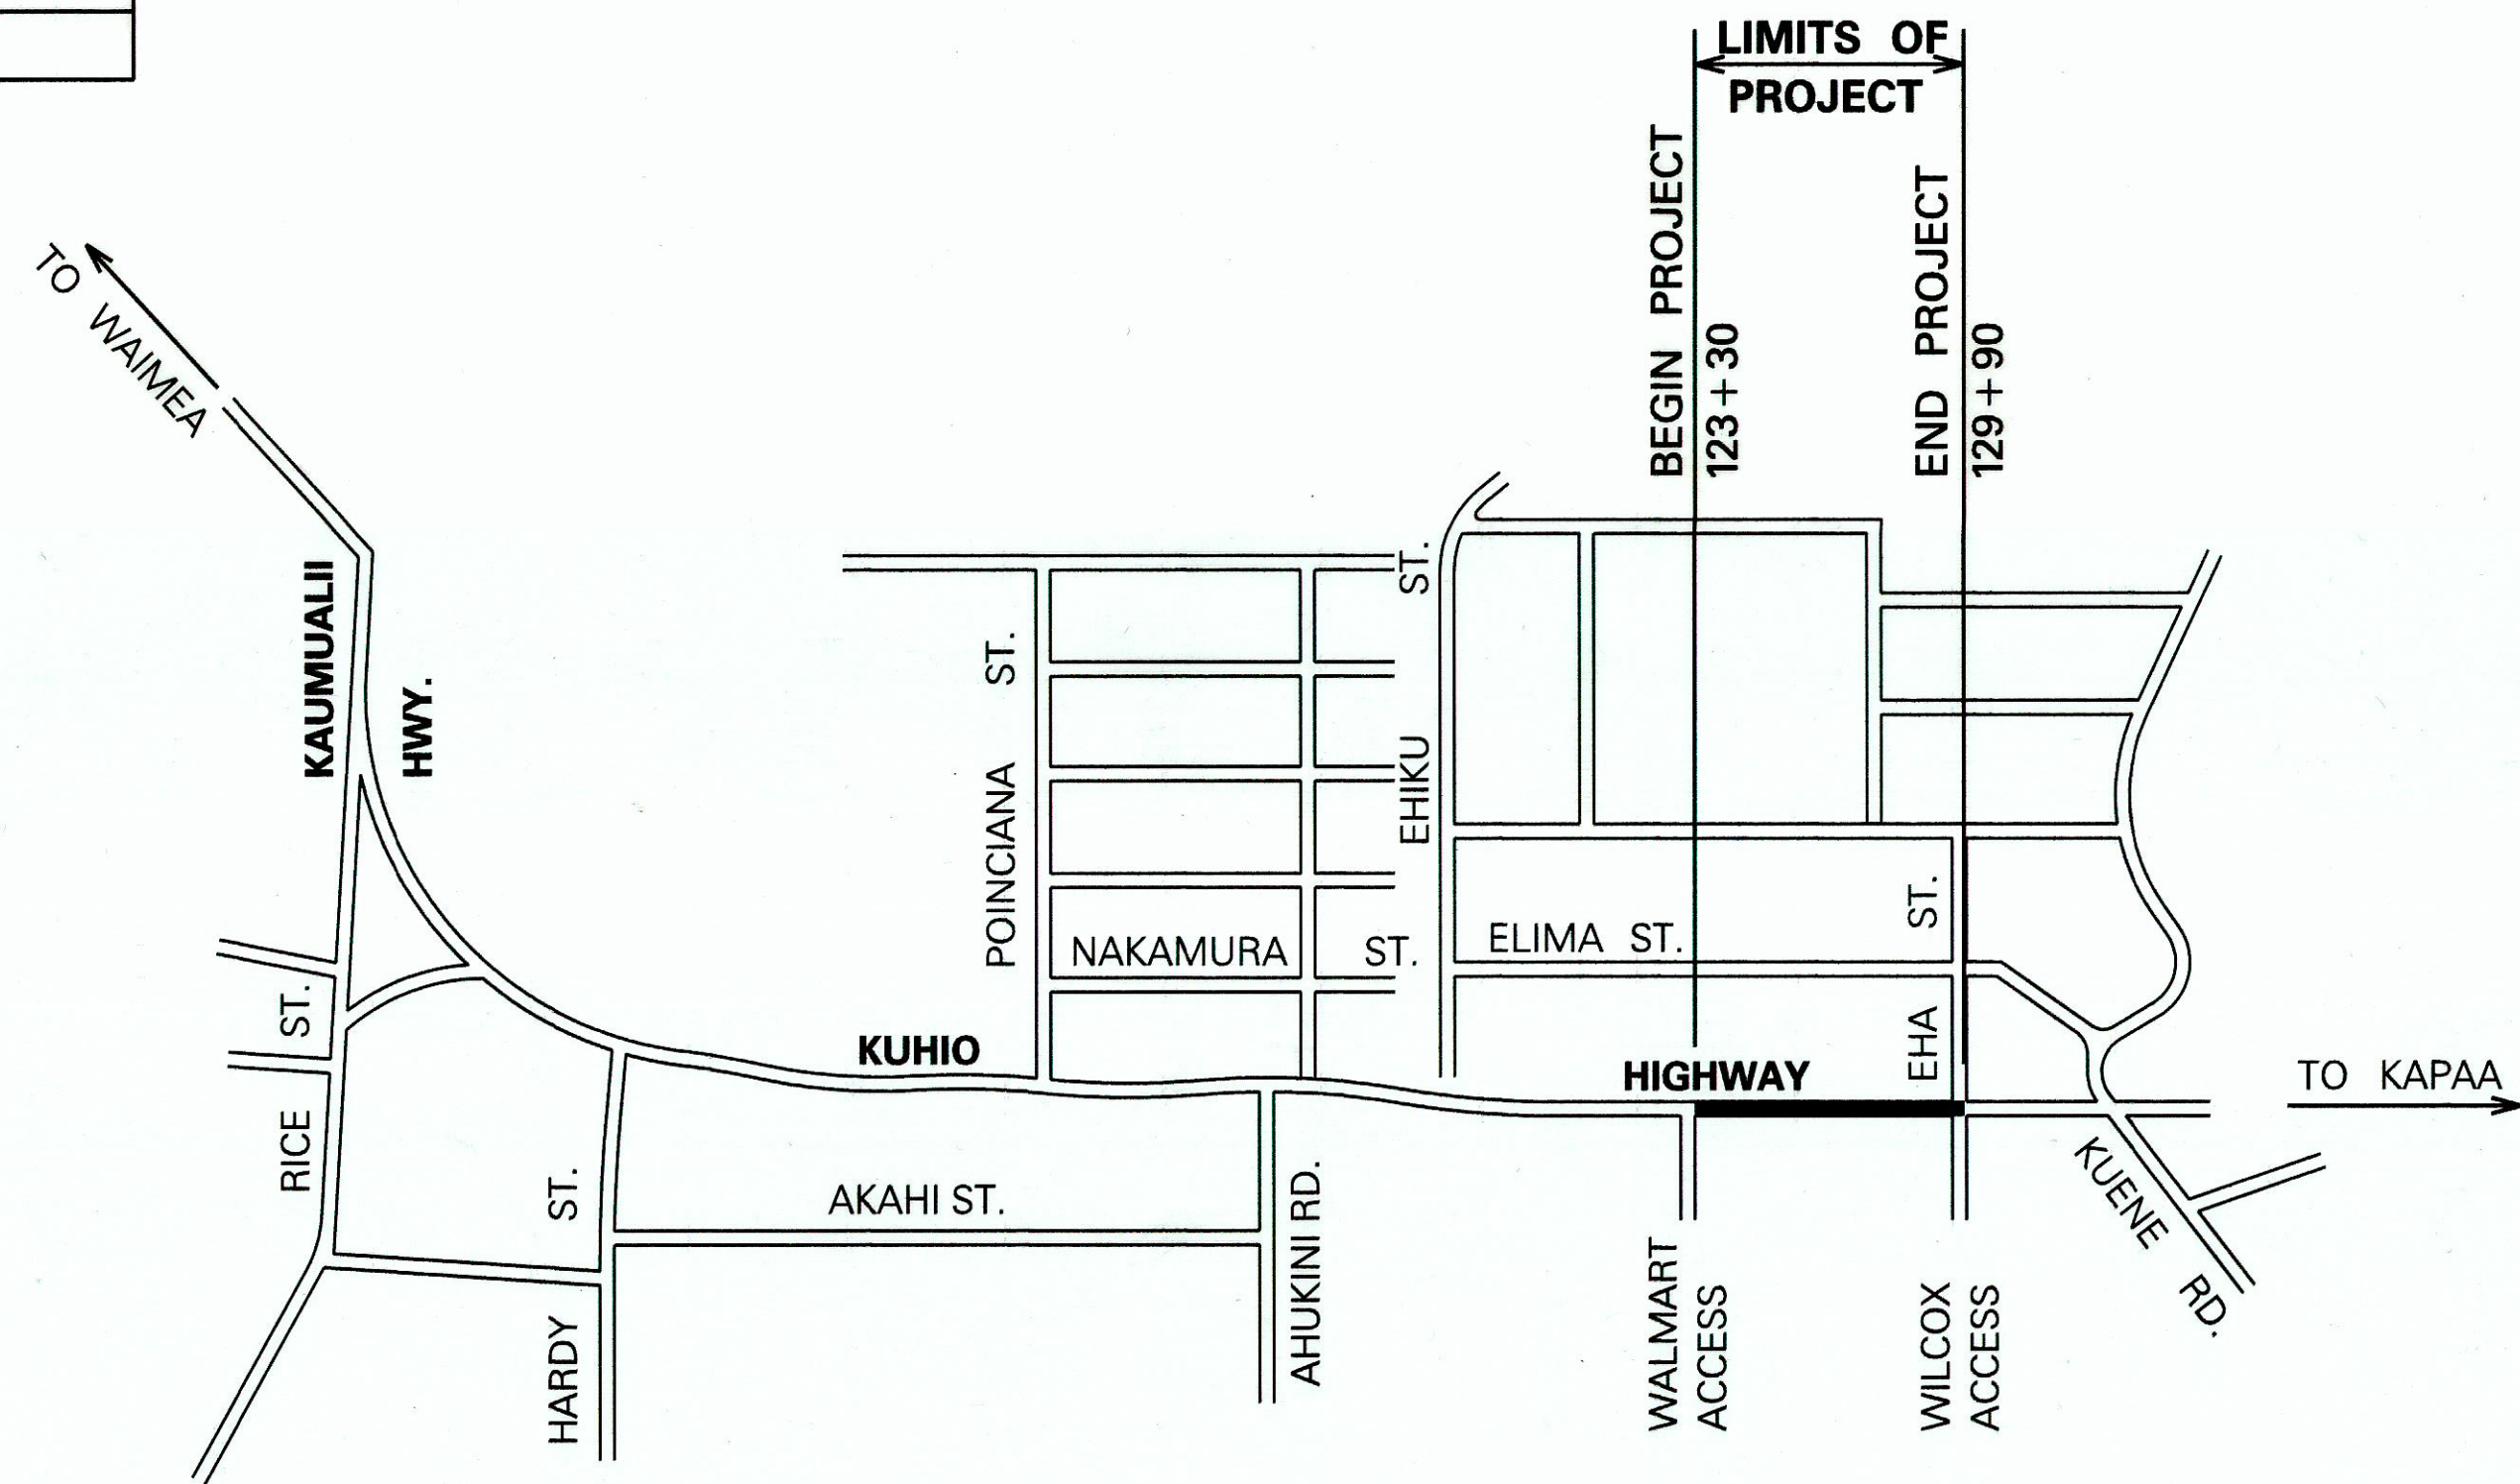 LIMITS OF
PROJECT
BEGIN PROJECT
123+30
END PROJECT
129+90
TO WAIMEA
KAUMUALII
HWY.
POINCIANA ST.
EHIKU ST.
NAKAMURA ST.
ELIMA ST.
EHA ST.
RICE ST.
KUHIO HIGHWAY
TO KAPAA
HARDY ST.
AKAHI ST.
AHUKINI RD.
WALMART
ACCESS
WILCOX
ACCESS
KUENE RD.